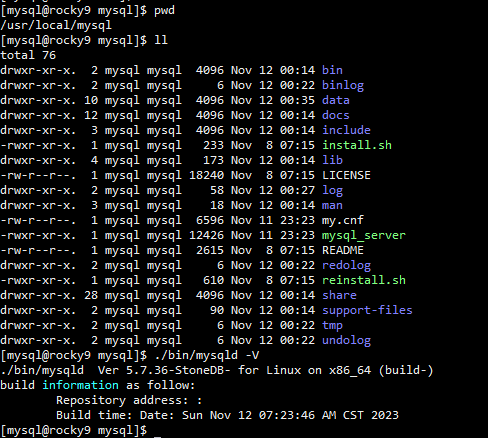 [mysql@rocky9 mysql]$ pwd
/usr/local/mysql
[mysql@rocky9 mysql]$ ll
total 76
drwxr-xr-x.  2 mysql mysql  4096 Nov 12 00:14 bin
drwxr-xr-x.  2 mysql mysql     6 Nov 12 00:22 binlog
drwxr-xr-x. 10 mysql mysql  4096 Nov 12 00:35 data
drwxr-xr-x. 12 mysql mysql  4096 Nov 12 00:14 docs
drwxr-xr-x.  3 mysql mysql  4096 Nov 12 00:14 include
-rwxr-xr-x.  1 mysql mysql   233 Nov  8 07:15 install.sh
drwxr-xr-x.  4 mysql mysql   173 Nov 12 00:14 lib
-rw-r--r--.  1 mysql mysql 18240 Nov  8 07:15 LICENSE
drwxr-xr-x.  2 mysql mysql    58 Nov 12 00:27 log
drwxr-xr-x.  3 mysql mysql    18 Nov 12 00:14 man
-rw-r--r--.  1 mysql mysql  6596 Nov 11 23:23 my.cnf
-rwxr-xr-x.  1 mysql mysql 12426 Nov 11 23:23 mysql_server
-rw-r--r--.  1 mysql mysql  2615 Nov  8 07:15 README
drwxr-xr-x.  2 mysql mysql     6 Nov 12 00:22 redolog
-rwxr-xr-x.  1 mysql mysql   610 Nov  8 07:15 reinstall.sh
drwxr-xr-x. 28 mysql mysql  4096 Nov 12 00:14 share
drwxr-xr-x.  2 mysql mysql    90 Nov 12 00:14 support-files
drwxr-xr-x.  2 mysql mysql     6 Nov 12 00:22 tmp
drwxr-xr-x.  2 mysql mysql     6 Nov 12 00:22 undolog
[mysql@rocky9 mysql]$ ./bin/mysqld -V
./bin/mysqld  Ver 5.7.36-StoneDB- for Linux on x86_64 (build-)
build information as follow:
        Repository address: :
        Build time: Date: Sun Nov 12 07:23:46 AM CST 2023
[mysql@rocky9 mysql]$ _